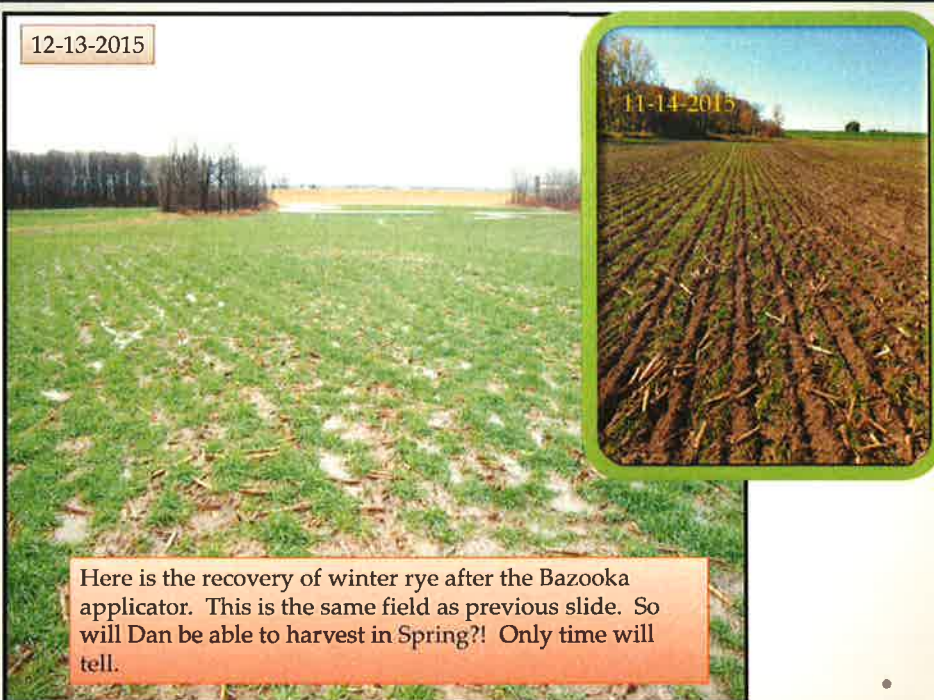 12-13-2015
11-14-2015
Here is the recovery of winter rye after the Bazooka
applicator.  This is the same field as previous slide.  So
will Dan be able to harvest in Spring?!  Only time will
tell.